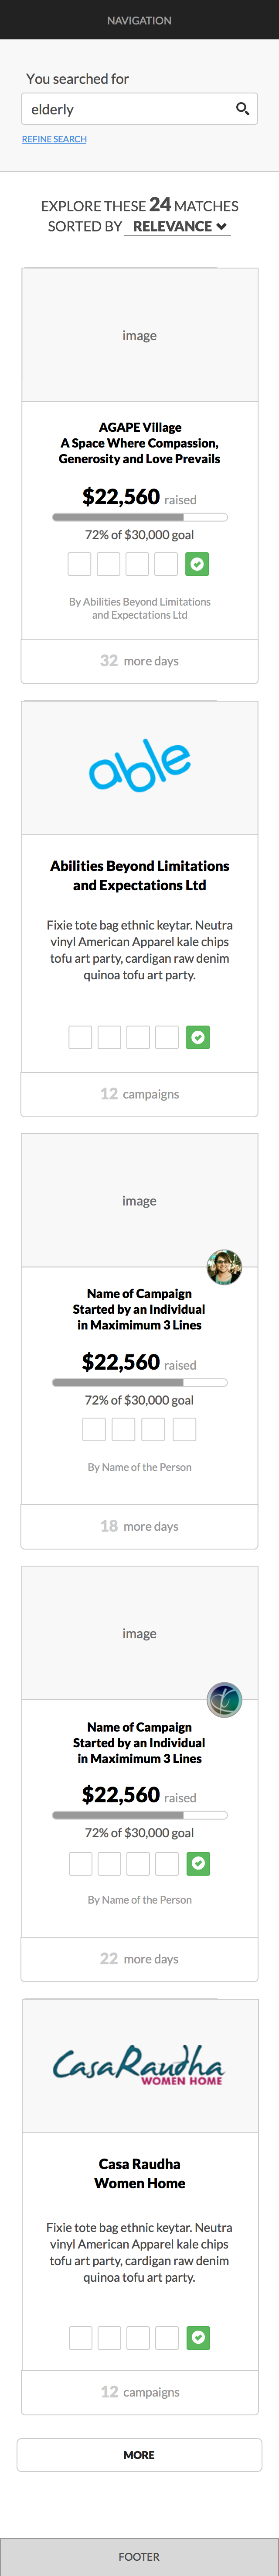 NAVIGATION
You searched for
elderly
REFINE SEARCH
EXPLORE THESE 24 MATCHES
SORTED BY RELEVANCE
image
AGAPE Village
A Space Where Compassion,
Generosity and Love Prevails
$22,560 raised
72% of $30,000 goal
By Abilities Beyond Limitations
and Expectations Ltd
32 more days
able
Abilities Beyond Limitations
and Expectations Ltd
Fixie tote bag ethnic keytar. Neutra
vinyl American Apparel kale chips
tofu art party, cardigan raw denim
quinoa tofu art party.
12 campaigns
image
Name of Campaign
Started by an Individual
in Maximimum 3 Lines
$22,560 raised
72% of $30,000 goal
By Name of the Person
18 more days
image
Name of Campaign
Started by an Individual
in Maximimum 3 Lines
$22,560 raised
72% of $30,000 goal
By Name of the Person
22 more days
CasaRaudha
WOMEN HOME
Casa Raudha
Women Home
Fixie tote bag ethnic keytar. Neutra
vinyl American Apparel kale chips
tofu art party, cardigan raw denim
quinoa tofu art party.
12 campaigns
MORE
FOOTER